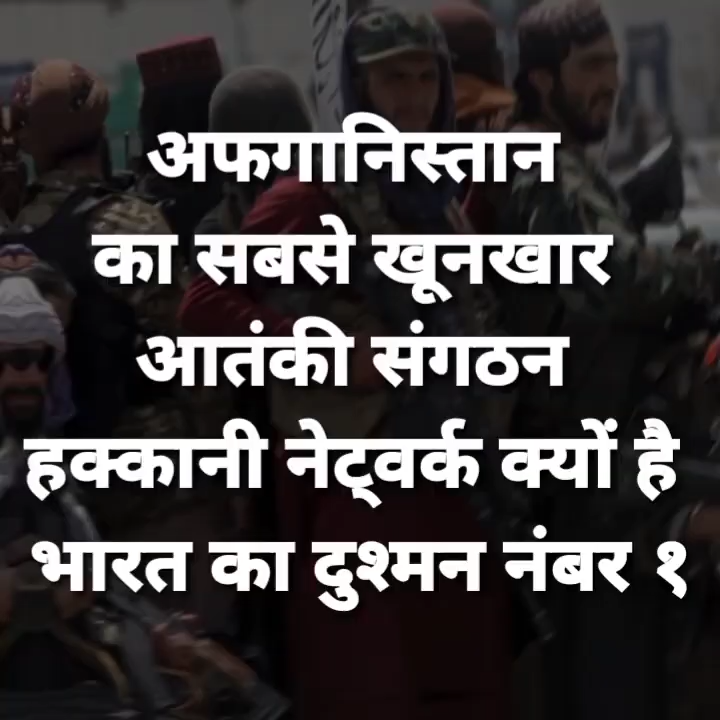 अफगानिस्तान
का सबसे खूनखार
आतंकी संगठन
हक्कानी नेट्वर्क क्यों है
भारत का दुश्मन नंबर १